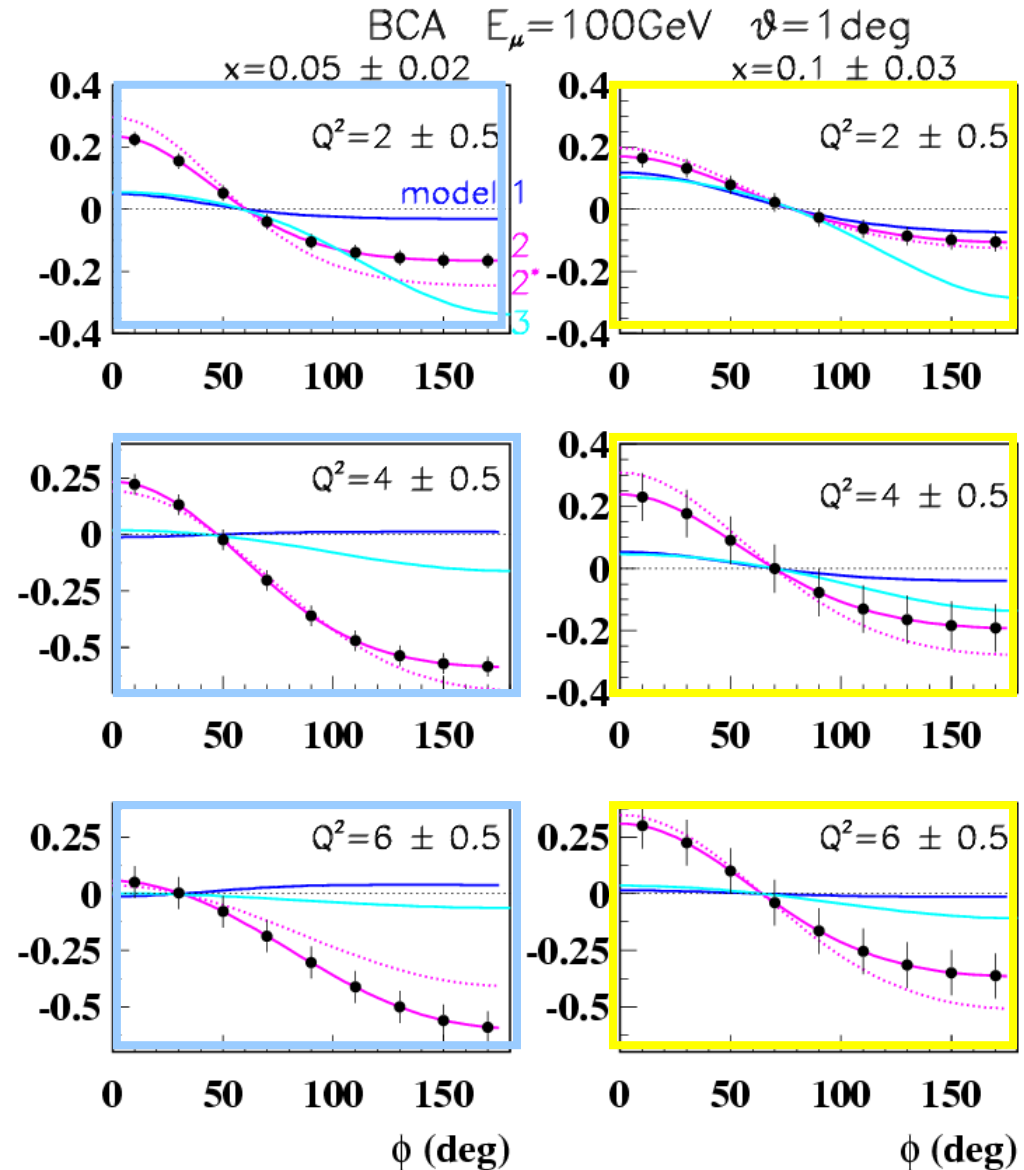 BCA E_μ=100GeV ϑ=1deg
x=0.05 ± 0.02
x=0.1 ± 0.03
0.4
0.2
0
-0.2
-0.4
Q²=2 ± 0.5
model 1
2
2*
3
0 50 100 150
0.4
0.2
0
-0.2
-0.4
Q²=2 ± 0.5
0 50 100 150
0.25
0
-0.25
-0.5
Q²=4 ± 0.5
0 50 100 150
0.4
0.2
0
-0.2
-0.4
Q²=4 ± 0.5
0 50 100 150
0.25
0
-0.25
-0.5
Q²=6 ± 0.5
0 50 100 150
ϕ (deg)
0.25
0
-0.25
-0.5
Q²=6 ± 0.5
0 50 100 150
ϕ (deg)